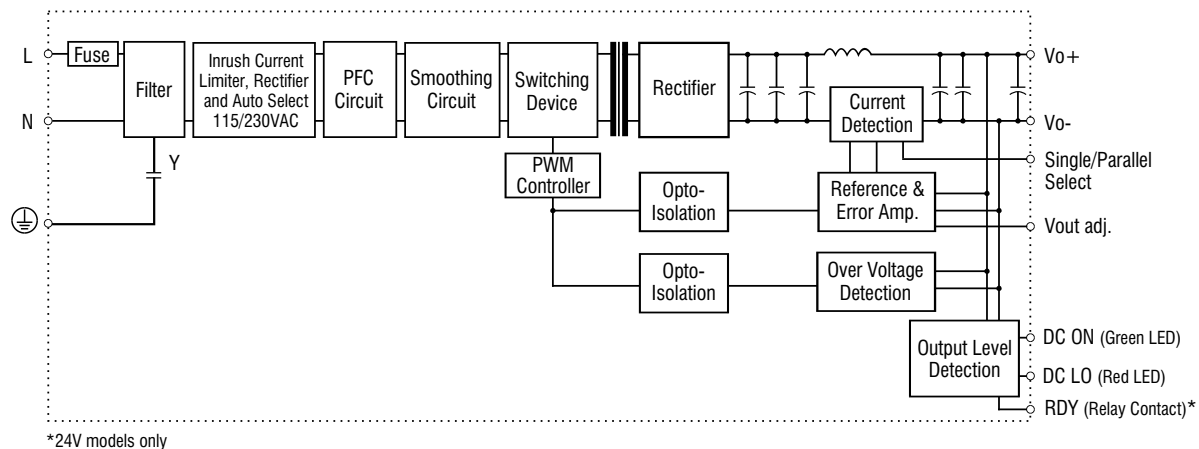 L
Fuse
Filter
Inrush Current
Limiter, Rectifier
and Auto Select
115/230VAC
PFC
Circuit
Smoothing
Circuit
Switching
Device
Rectifier
Vo+
Current
Detection
N
Vo-
Y
PWM
Controller
Opto-
Isolation
Reference &
Error Amp.
Single/Parallel
Select
Vout adj.
Opto-
Isolation
Over Voltage
Detection
Output Level
Detection
DC ON (Green LED)
DC LO (Red LED)
RDY (Relay Contact)*
*24V models only